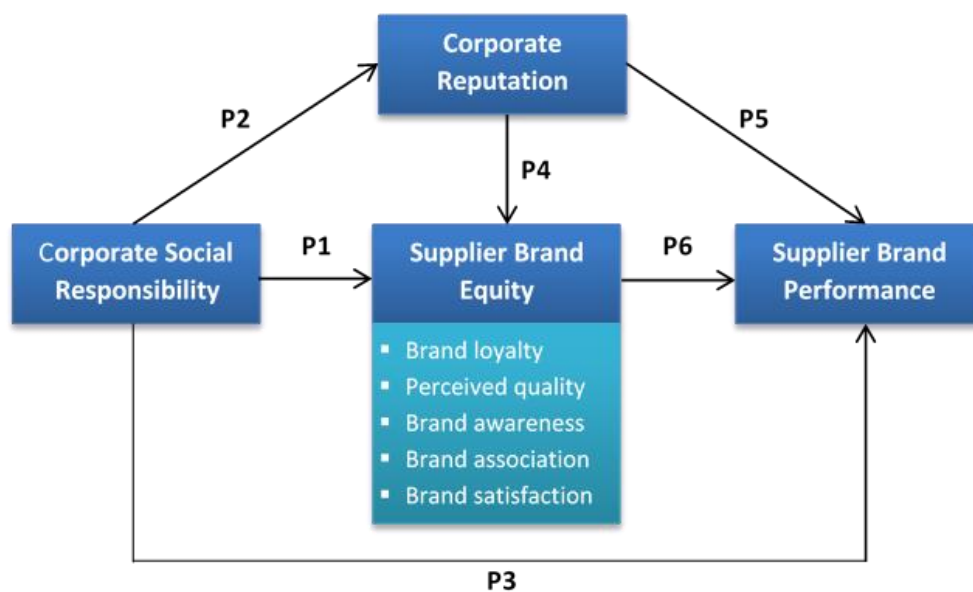 Corporate
Reputation
P2
P5
P4
Corporate Social
Responsibility
P1
Supplier Brand
Equity
P6
Supplier Brand
Performance
▪ Brand loyalty
▪ Perceived quality
▪ Brand awareness
▪ Brand association
▪ Brand satisfaction
P3